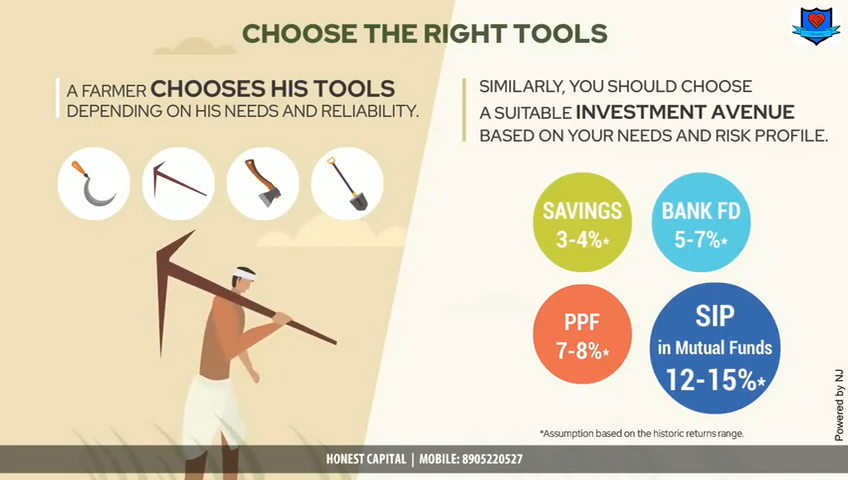 CHOOSE THE RIGHT TOOLS
A FARMER CHOOSES HIS TOOLS
DEPENDING ON HIS NEEDS AND RELIABILITY.
SIMILARLY, YOU SHOULD CHOOSE
A SUITABLE INVESTMENT AVENUE
BASED ON YOUR NEEDS AND RISK PROFILE.
SAVINGS
3-4%*
BANK FD
5-7%*
PPF
7-8%*
SIP
in Mutual Funds
12-15%*
*Assumption based on the historic returns range.
Powered by NJ
HONEST CAPITAL | MOBILE: 8905220527